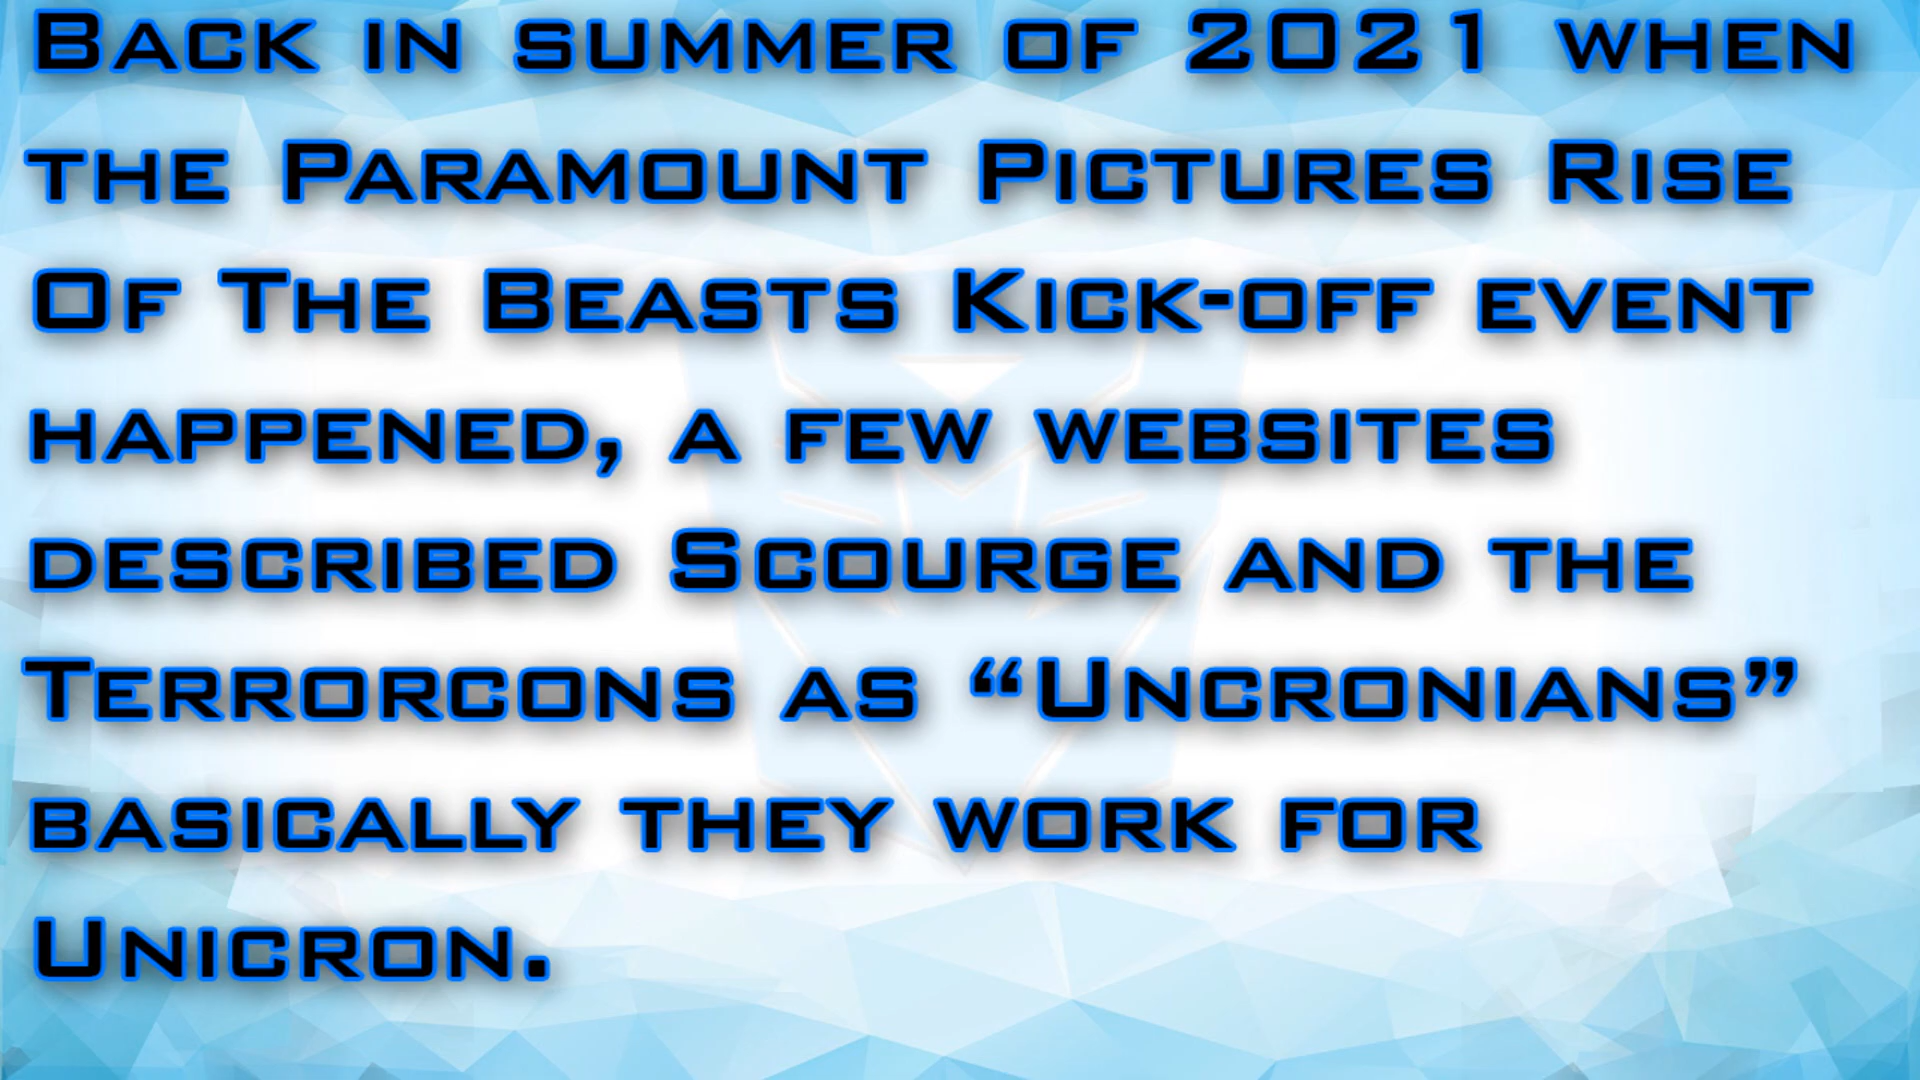 Back in summer of 2021 when
the Paramount Pictures Rise
Of The Beasts Kick-off event
happened, a few websites
described Scourge and the
Terrorcons as “Uncronians”
basically they work for
Unicron.